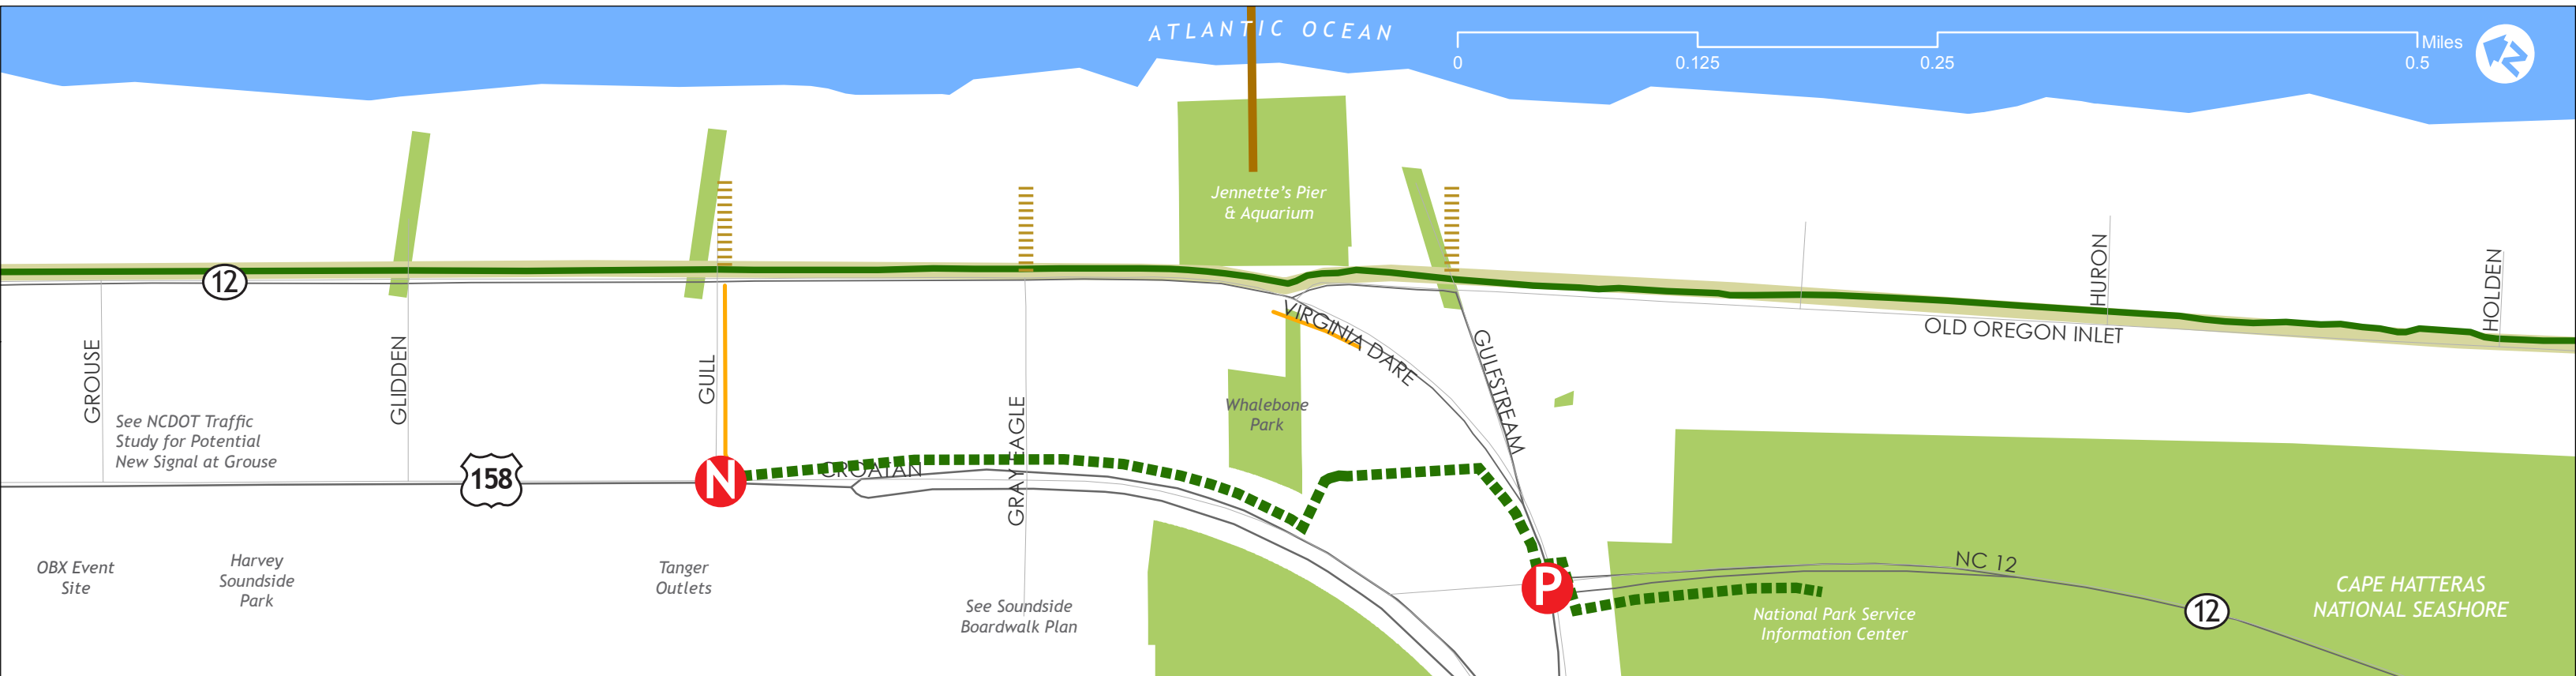 ATLANTIC OCEAN
Miles
0
0.125
0.25
0.5
N
Jennette's Pier
& Aquarium
12
HURON
HOLDEN
VIRGINIA DARE
OLD OREGON INLET
GROUSE
GLIDDEN
GULL
GRAY EAGLE
GULFSTREAM
See NCDOT Traffic
Study for Potential
New Signal at Grouse
Whalebone
Park
158
N
CROATAN
OBX Event
Site
Harvey
Soundside
Park
Tanger
Outlets
See Soundside
Boardwalk Plan
P
NC 12
National Park Service
Information Center
12
CAPE HATTERAS
NATIONAL SEASHORE